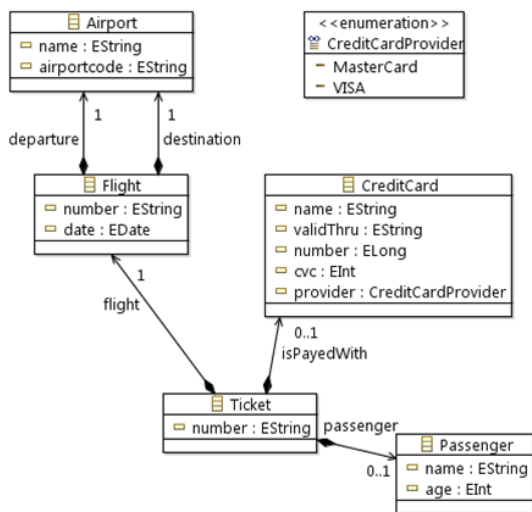 Airport
name : EString
airportcode : EString
<<enumeration>>
CreditCardProvider
MasterCard
VISA
1
1
departure
destination
Flight
number : EString
date : EDate
CreditCard
name : EString
validThru : EString
number : ELong
cvc : EInt
provider : CreditCardProvider
1
flight
0..1
isPayedWith
Ticket
number : EString
passenger
0..1
Passenger
name : EString
age : EInt